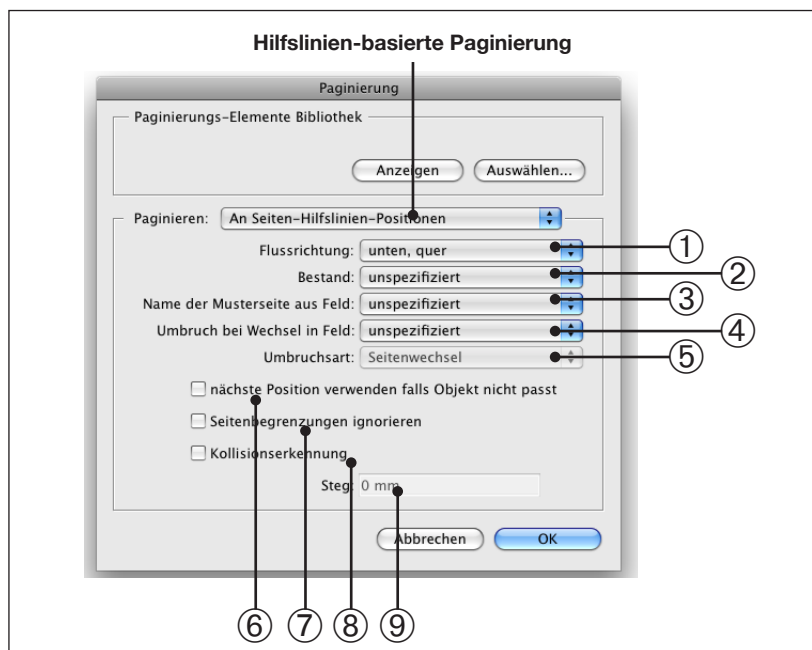 Hilfslinien-basierte Paginierung
Paginierung
Paginierungs-Elemente Bibliothek
Anzeigen Auswählen...
Paginieren: An Seiten-Hilfslinien-Positionen
Flussrichtung: unten, quer ①
Bestand: unspezifiziert ②
Name der Musterseite aus Feld: unspezifiziert ③
Umbruch bei Wechsel in Feld: unspezifiziert ④
Umbruchsart: Seitenwechsel ⑤
nächste Position verwenden falls Objekt nicht passt
Seitenbegrenzungen ignorieren
Kollisionserkennung
Steg: 0 mm
Abbrechen OK
⑥ ⑦ ⑧ ⑨